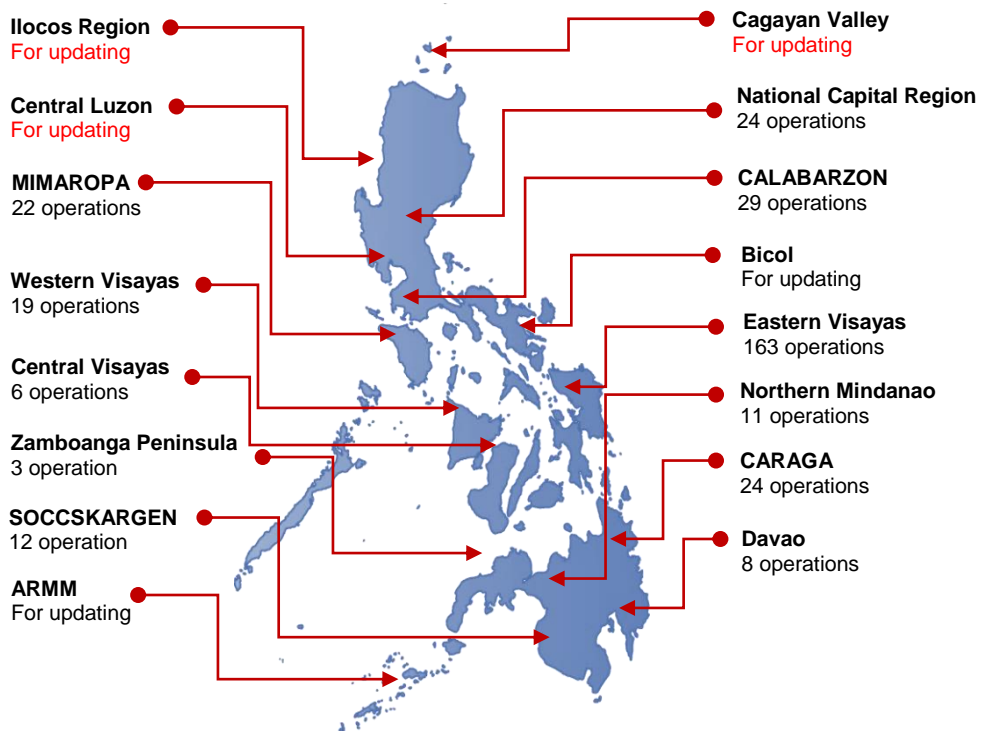 Ilocos Region
For updating
Central Luzon
For updating
MIMAROPA
22 operations
Western Visayas
19 operations
Central Visayas
6 operations
Zamboanga Peninsula
3 operation
SOCCSKARGEN
12 operation
ARMM
For updating
Cagayan Valley
For updating
National Capital Region
24 operations
CALABARZON
29 operations
Bicol
For updating
Eastern Visayas
163 operations
Northern Mindanao
11 operations
CARAGA
24 operations
Davao
8 operations